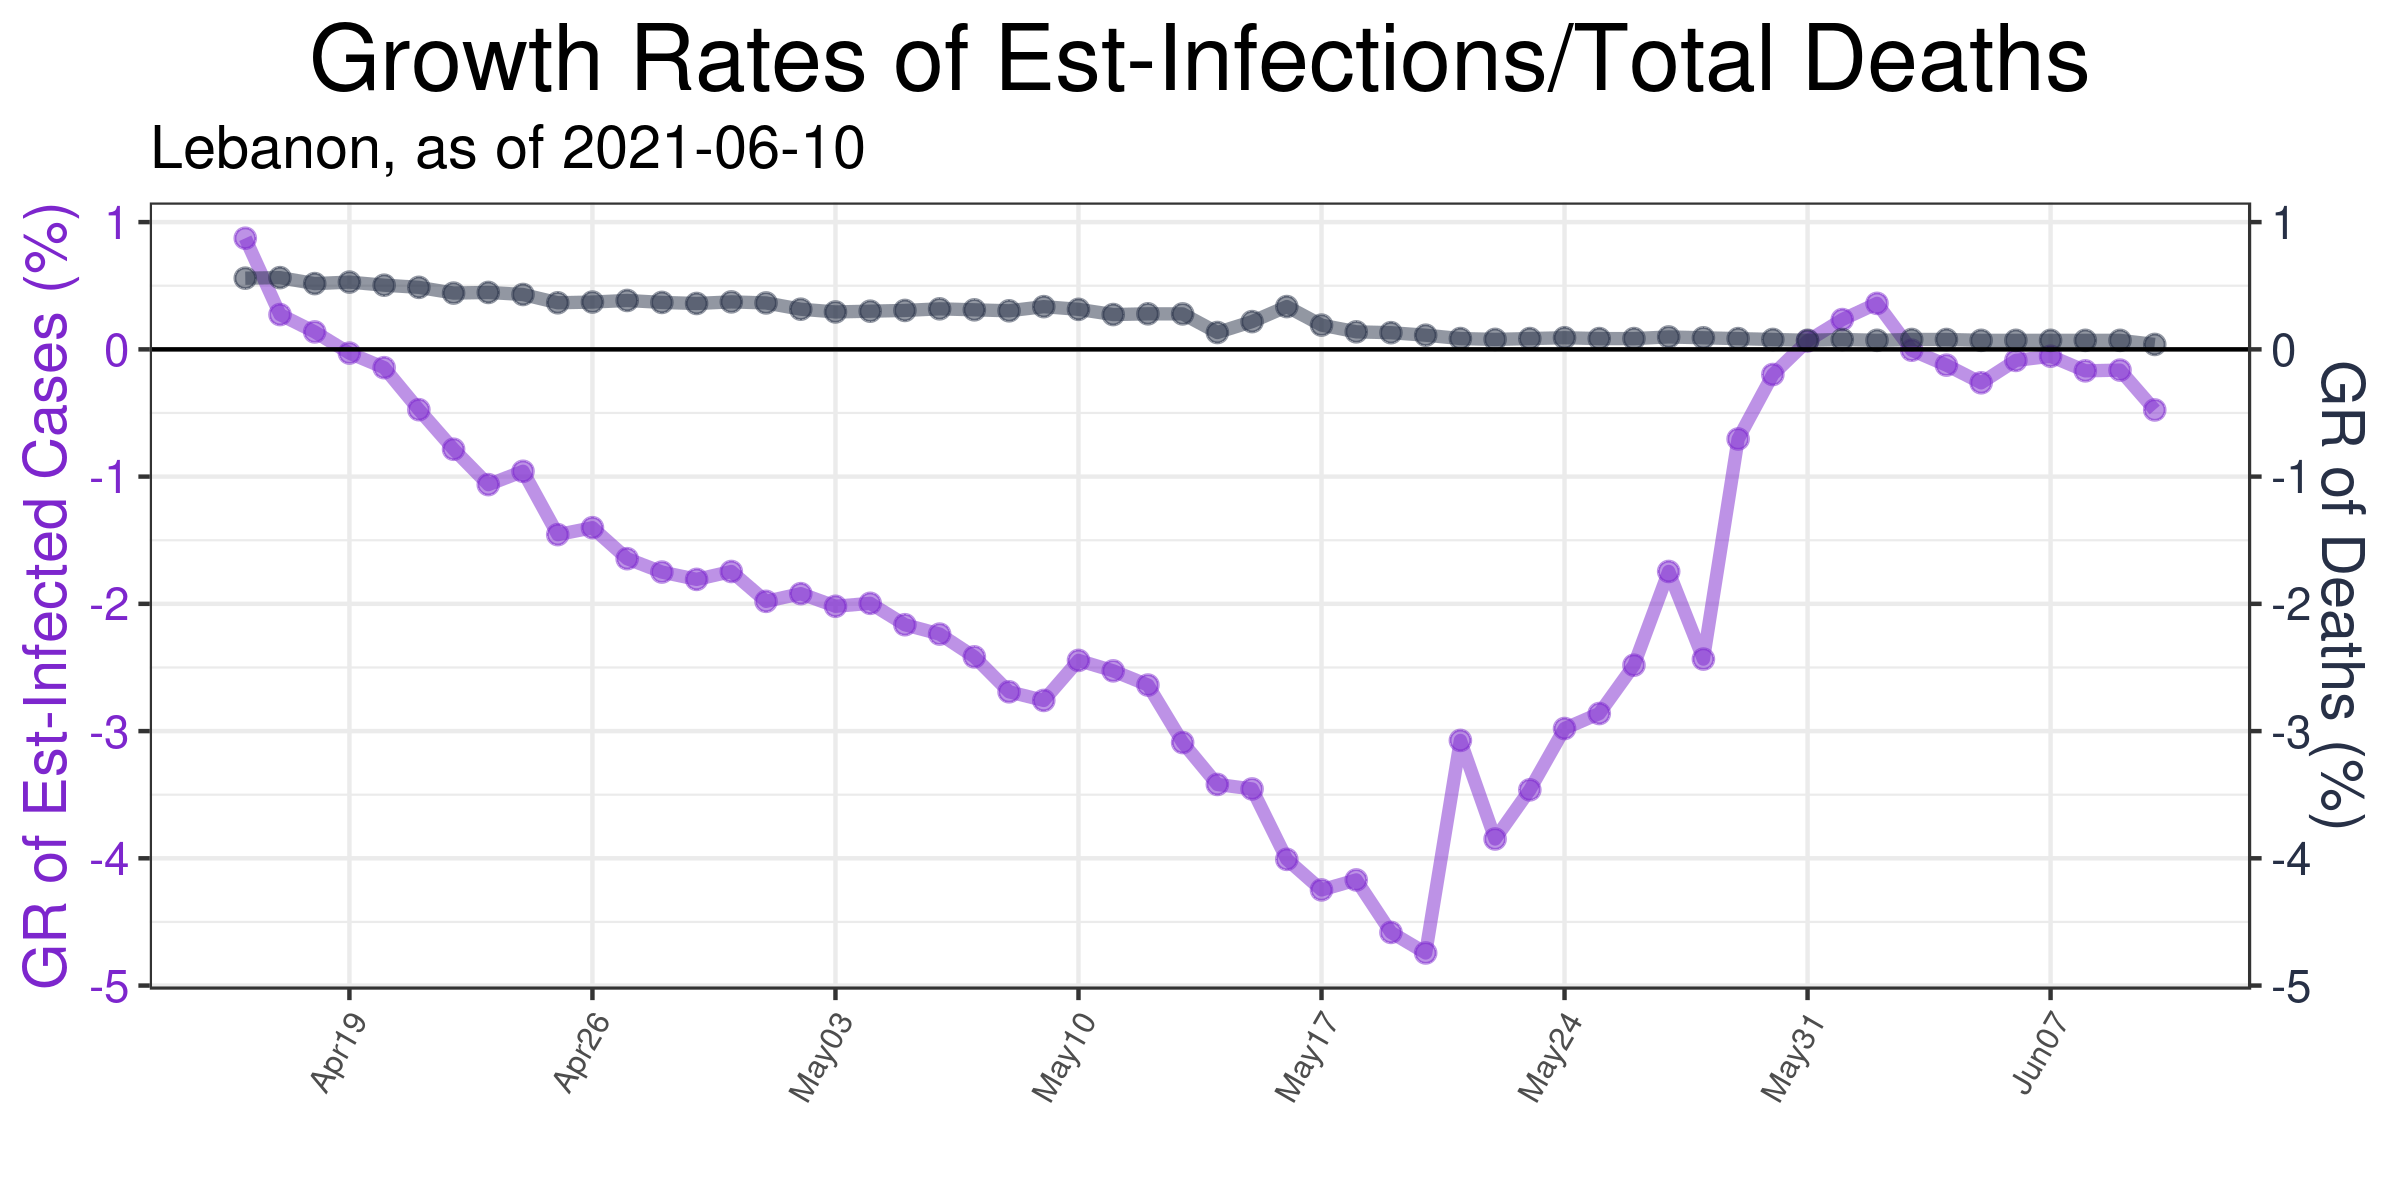 Growth Rates of Est-Infections/Total Deaths
Lebanon, as of 2021-06-10
GR of Est-Infected Cases (%)
1
0
-1
-2
-3
-4
-5
1
0
-1
-2
-3
-4
-5
GR of Deaths (%)
Apr19
Apr26
May03
May10
May17
May24
May31
Jun07